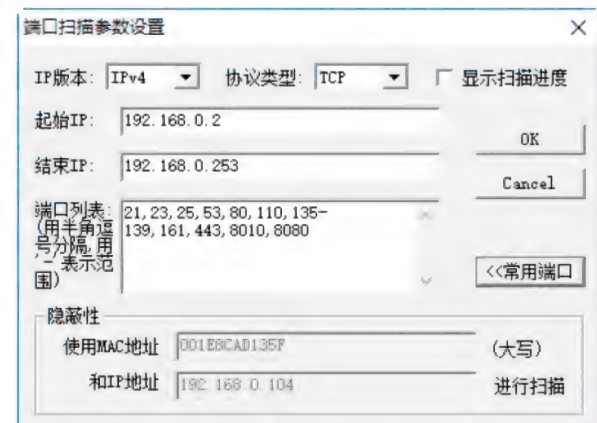 端口扫描参数设置
IP版本: IPv4 协议类型: TCP 显示扫描进度
起始IP: 192.168.0.2
OK
结束IP: 192.168.0.253
Cancel
端口列表: 21,23,25,53,80,110,135-
(用半角逗 139,161,443,8010,8080
号分隔,用
'-'表示范
围)
<<常用端口
隐蔽性
使用MAC地址 001E8CAD135F (大写)
和IP地址 192.168.0.104 进行扫描